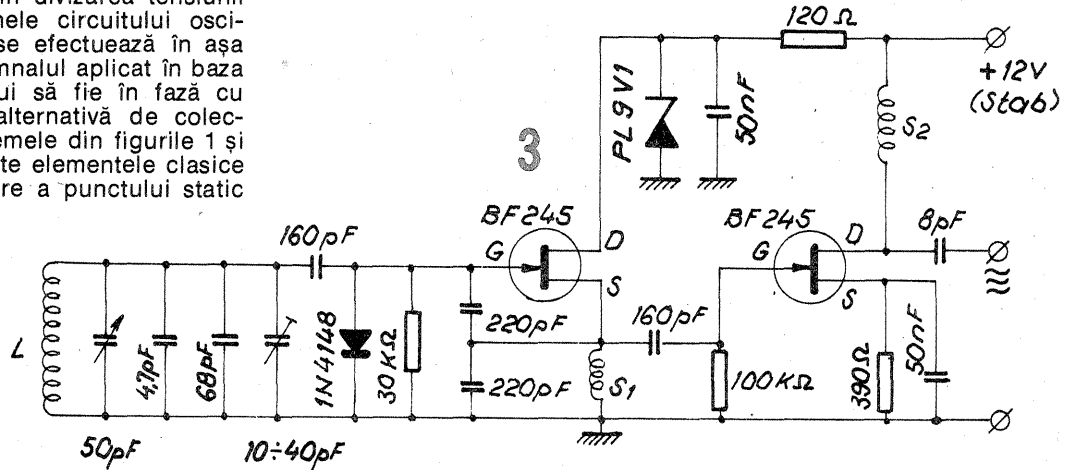 în divizarea tensiunii
nele circuitului osci-
se efectuează în așa
mnalul aplicat în baza
ui să fie în fază cu
alternativă de colec-
emele din figurile 1 și
te elementele clasice
re a punctului static
3
120 Ω
+12V
(Stab)
PL9V1
50nF
S2
BF245
G
D
S
BF245
G
D
S
8pF
≈
160pF
L
50pF
4,7pF
68pF
10÷40pF
1N4148
30KΩ
220pF
220pF
S1
160pF
100KΩ
390Ω
50nF